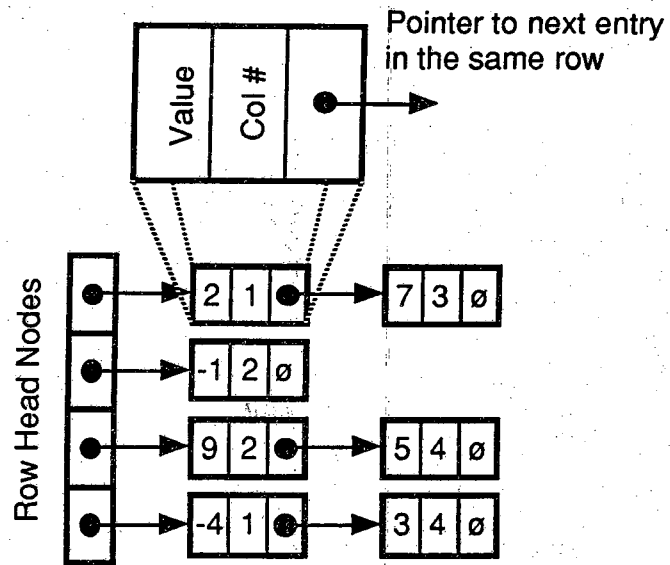 Pointer to next entry
in the same row
Value
Col #
Row Head Nodes
2 1
7 3 ø
-1 2 ø
9 2
5 4 ø
-4 1
3 4 ø